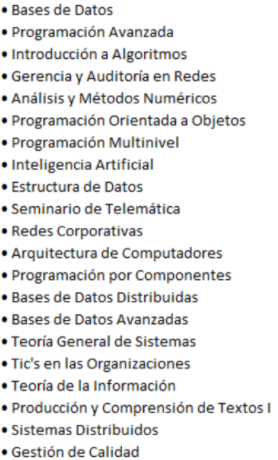 • Bases de Datos
• Programación Avanzada
• Introducción a Algoritmos
• Gerencia y Auditoría en Redes
• Análisis y Métodos Numéricos
• Programación Orientada a Objetos
• Programación Multinivel
• Inteligencia Artificial
• Estructura de Datos
• Seminario de Telemática
• Redes Corporativas
• Arquitectura de Computadores
• Programación por Componentes
• Bases de Datos Distribuidas
• Bases de Datos Avanzadas
• Teoría General de Sistemas
• Tic's en las Organizaciones
• Teoría de la Información
• Producción y Comprensión de Textos I
• Sistemas Distribuidos
• Gestión de Calidad